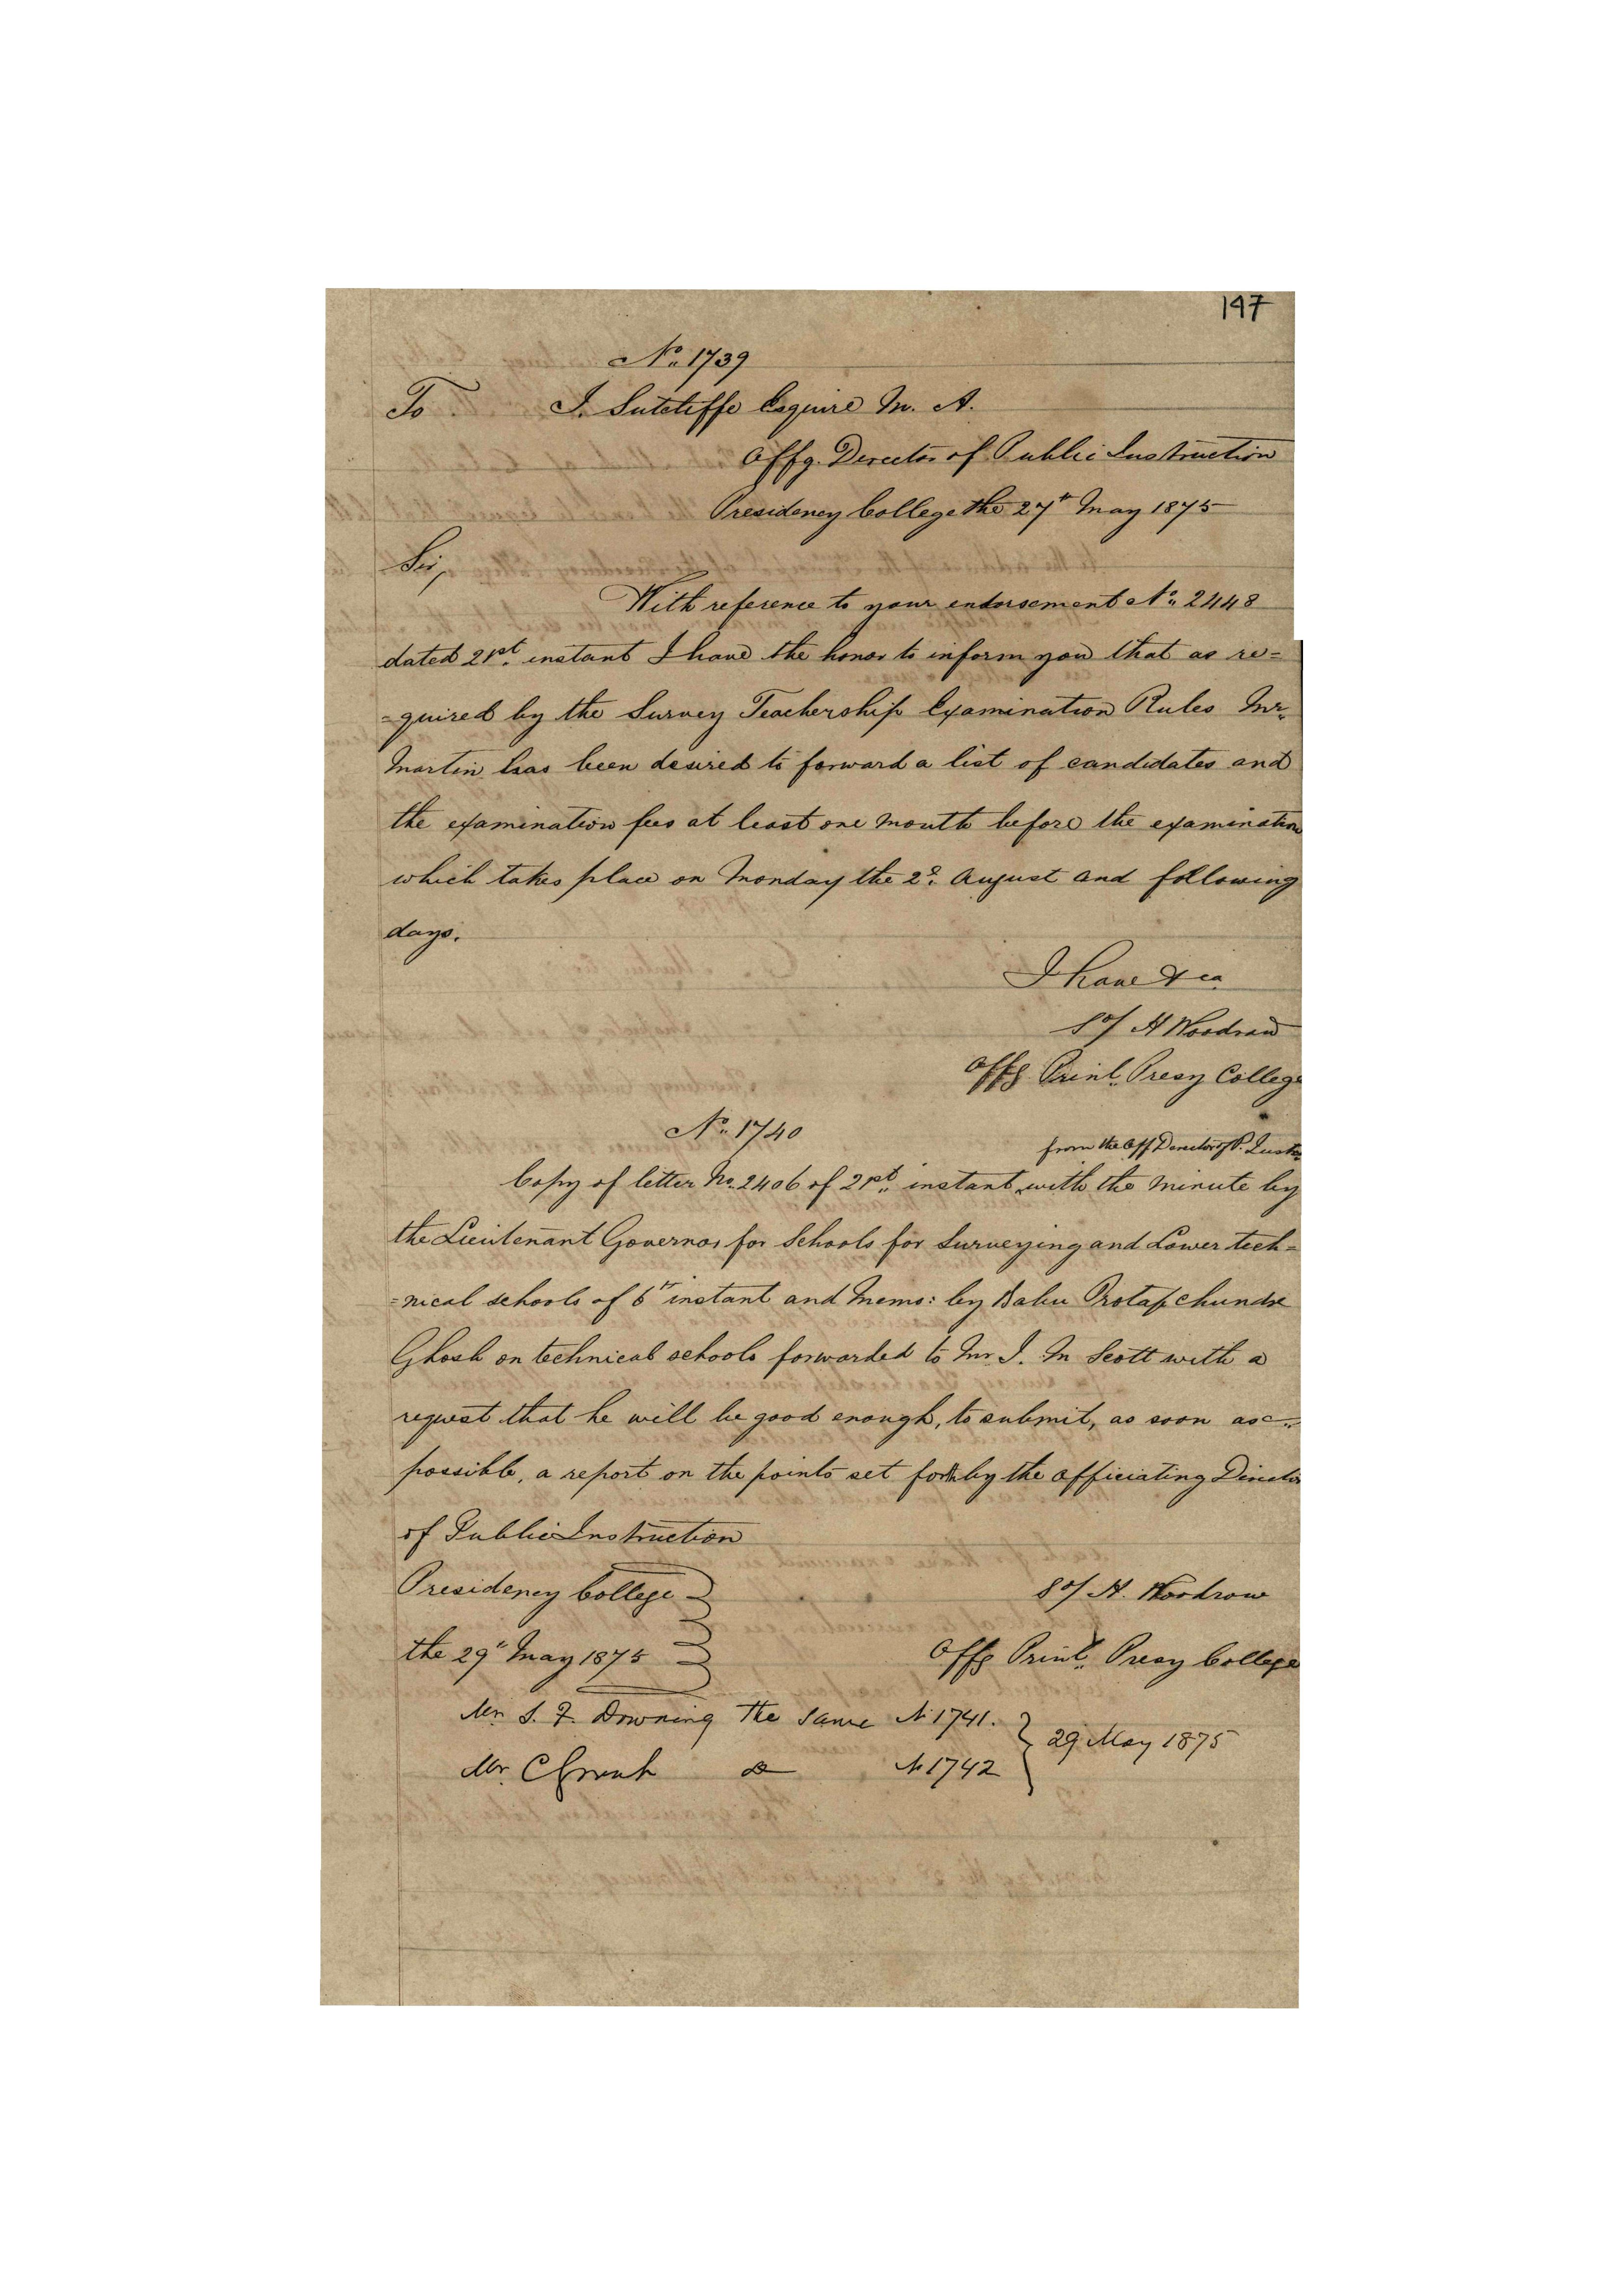 147
No. 1739
To J. Sutcliffe Esquire M. A.
Offg. Director of Public Instruction
Presidency College the 27th May 1875
Sir,
With reference to your endorsement No. 2448
dated 21st. instant I have the honor to inform you that as re=
=quired by the Survey Teachership Examination Rules Mr.
Martin has been desired to forward a list of candidates and
the examination fees at least one month before the examination
which takes place on Monday the 2d. August and following
days.
I have &ca
Sd/ H Woodrow
Offg Prinl. Presy College
No. 1740
from the Off Director of P. Instn
Copy of letter No. 2406 of 21st. instant with the minute by
the Lieutenant Governor for Schools for Surveying and Lower tech=
=nical schools of 6th instant and Memo: by Babu Protap Chundra
Ghosh on technical schools forwarded to Mr J. M Scott with a
request that he will be good enough, to submit, as soon as
possible, a report on the points set forth by the officiating Director
of Public Instruction
Presidency College
Sd/ H. Woodrow
the 29th May 1875
Offg Prinl. Presy College
Mr. S. F. Downing The same No 1741.
29 May 1875
Mr. C do No 1742